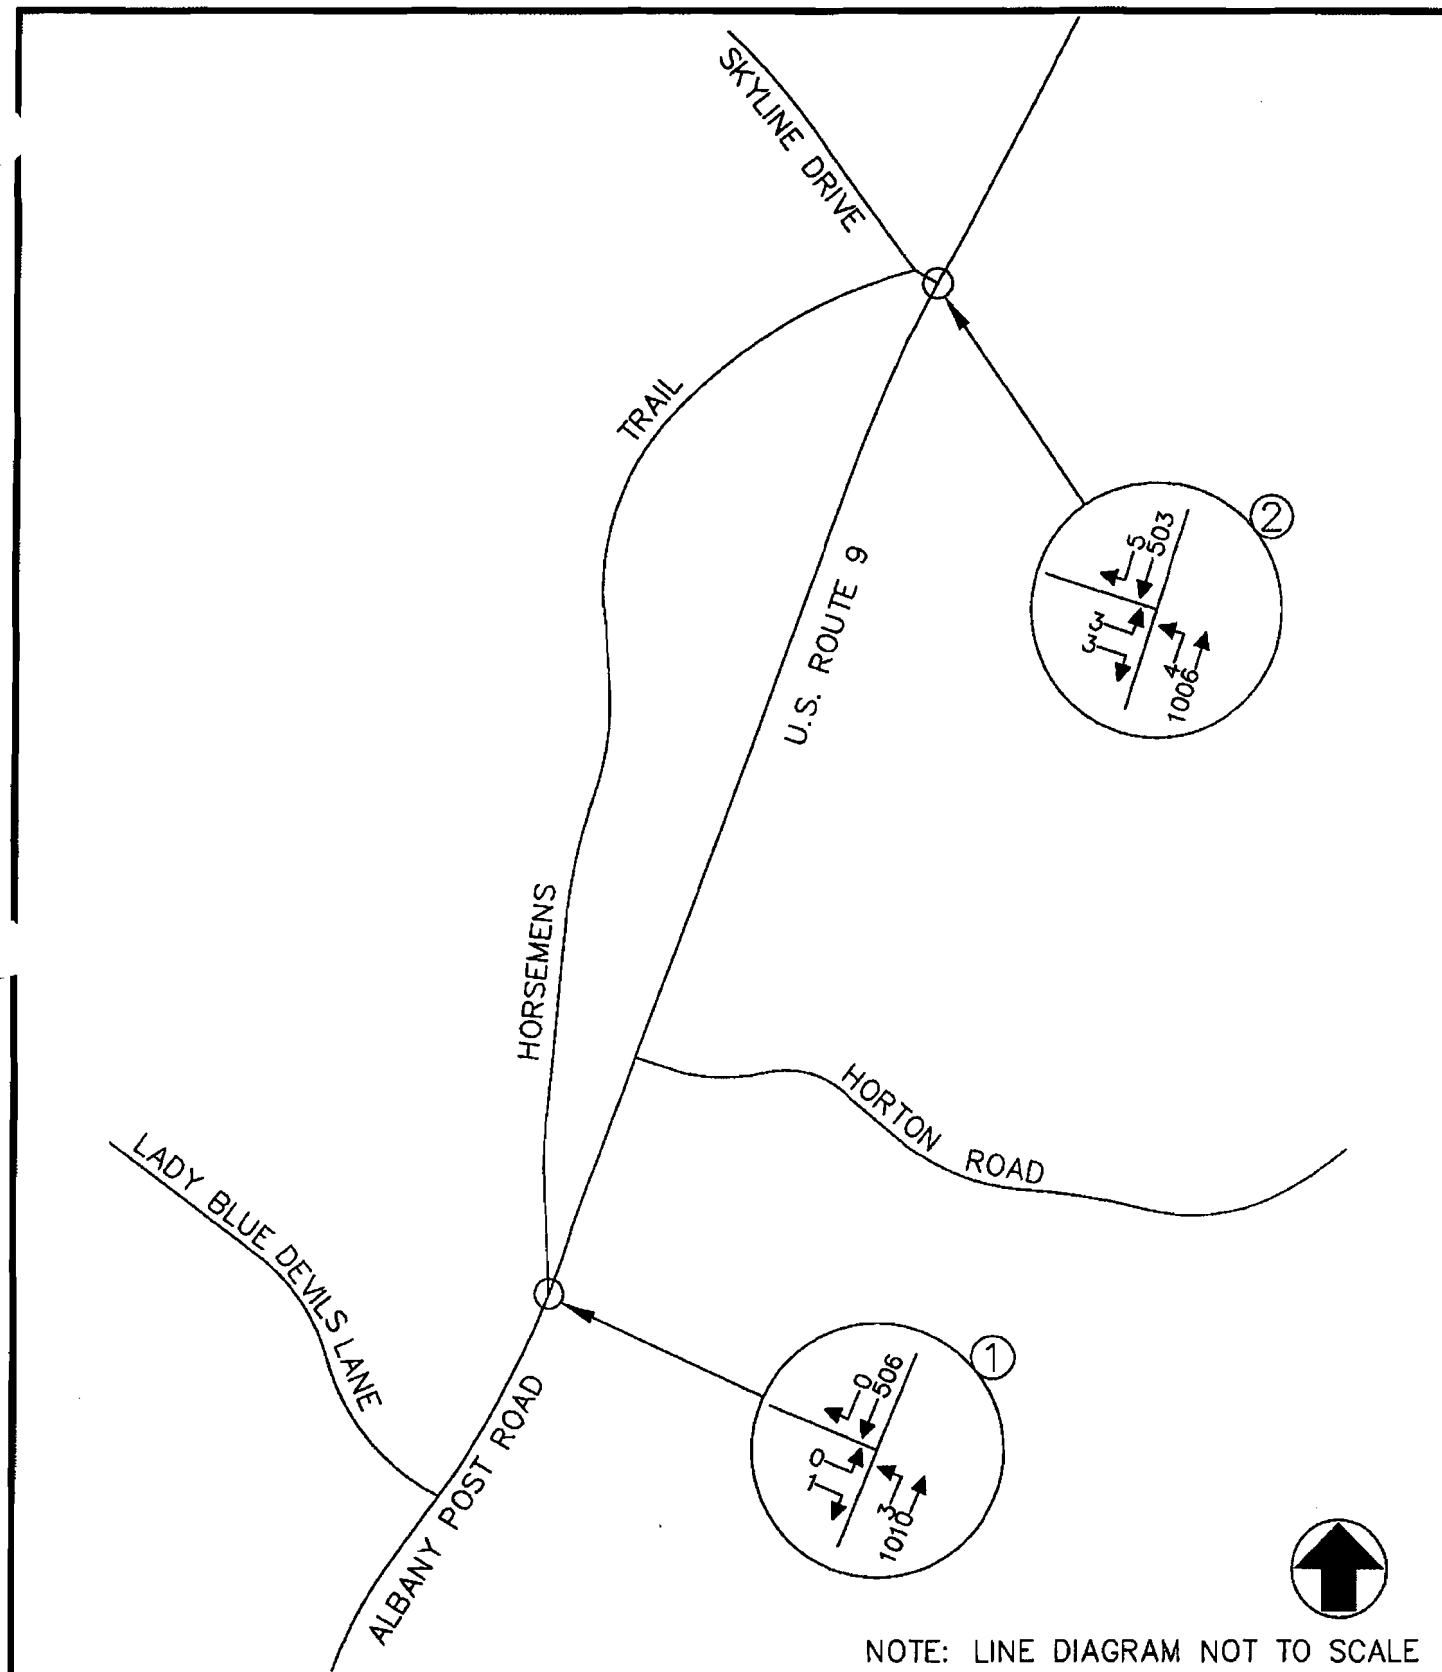 SKYLINE DRIVE
TRAIL
2
5
503
3
3
4
1006
U.S. ROUTE 9
HORSEMENS
HORTON ROAD
LADY BLUE DEVILS LANE
1
0
506
0
1
3
1010
ALBANY POST ROAD
NOTE: LINE DIAGRAM NOT TO SCALE